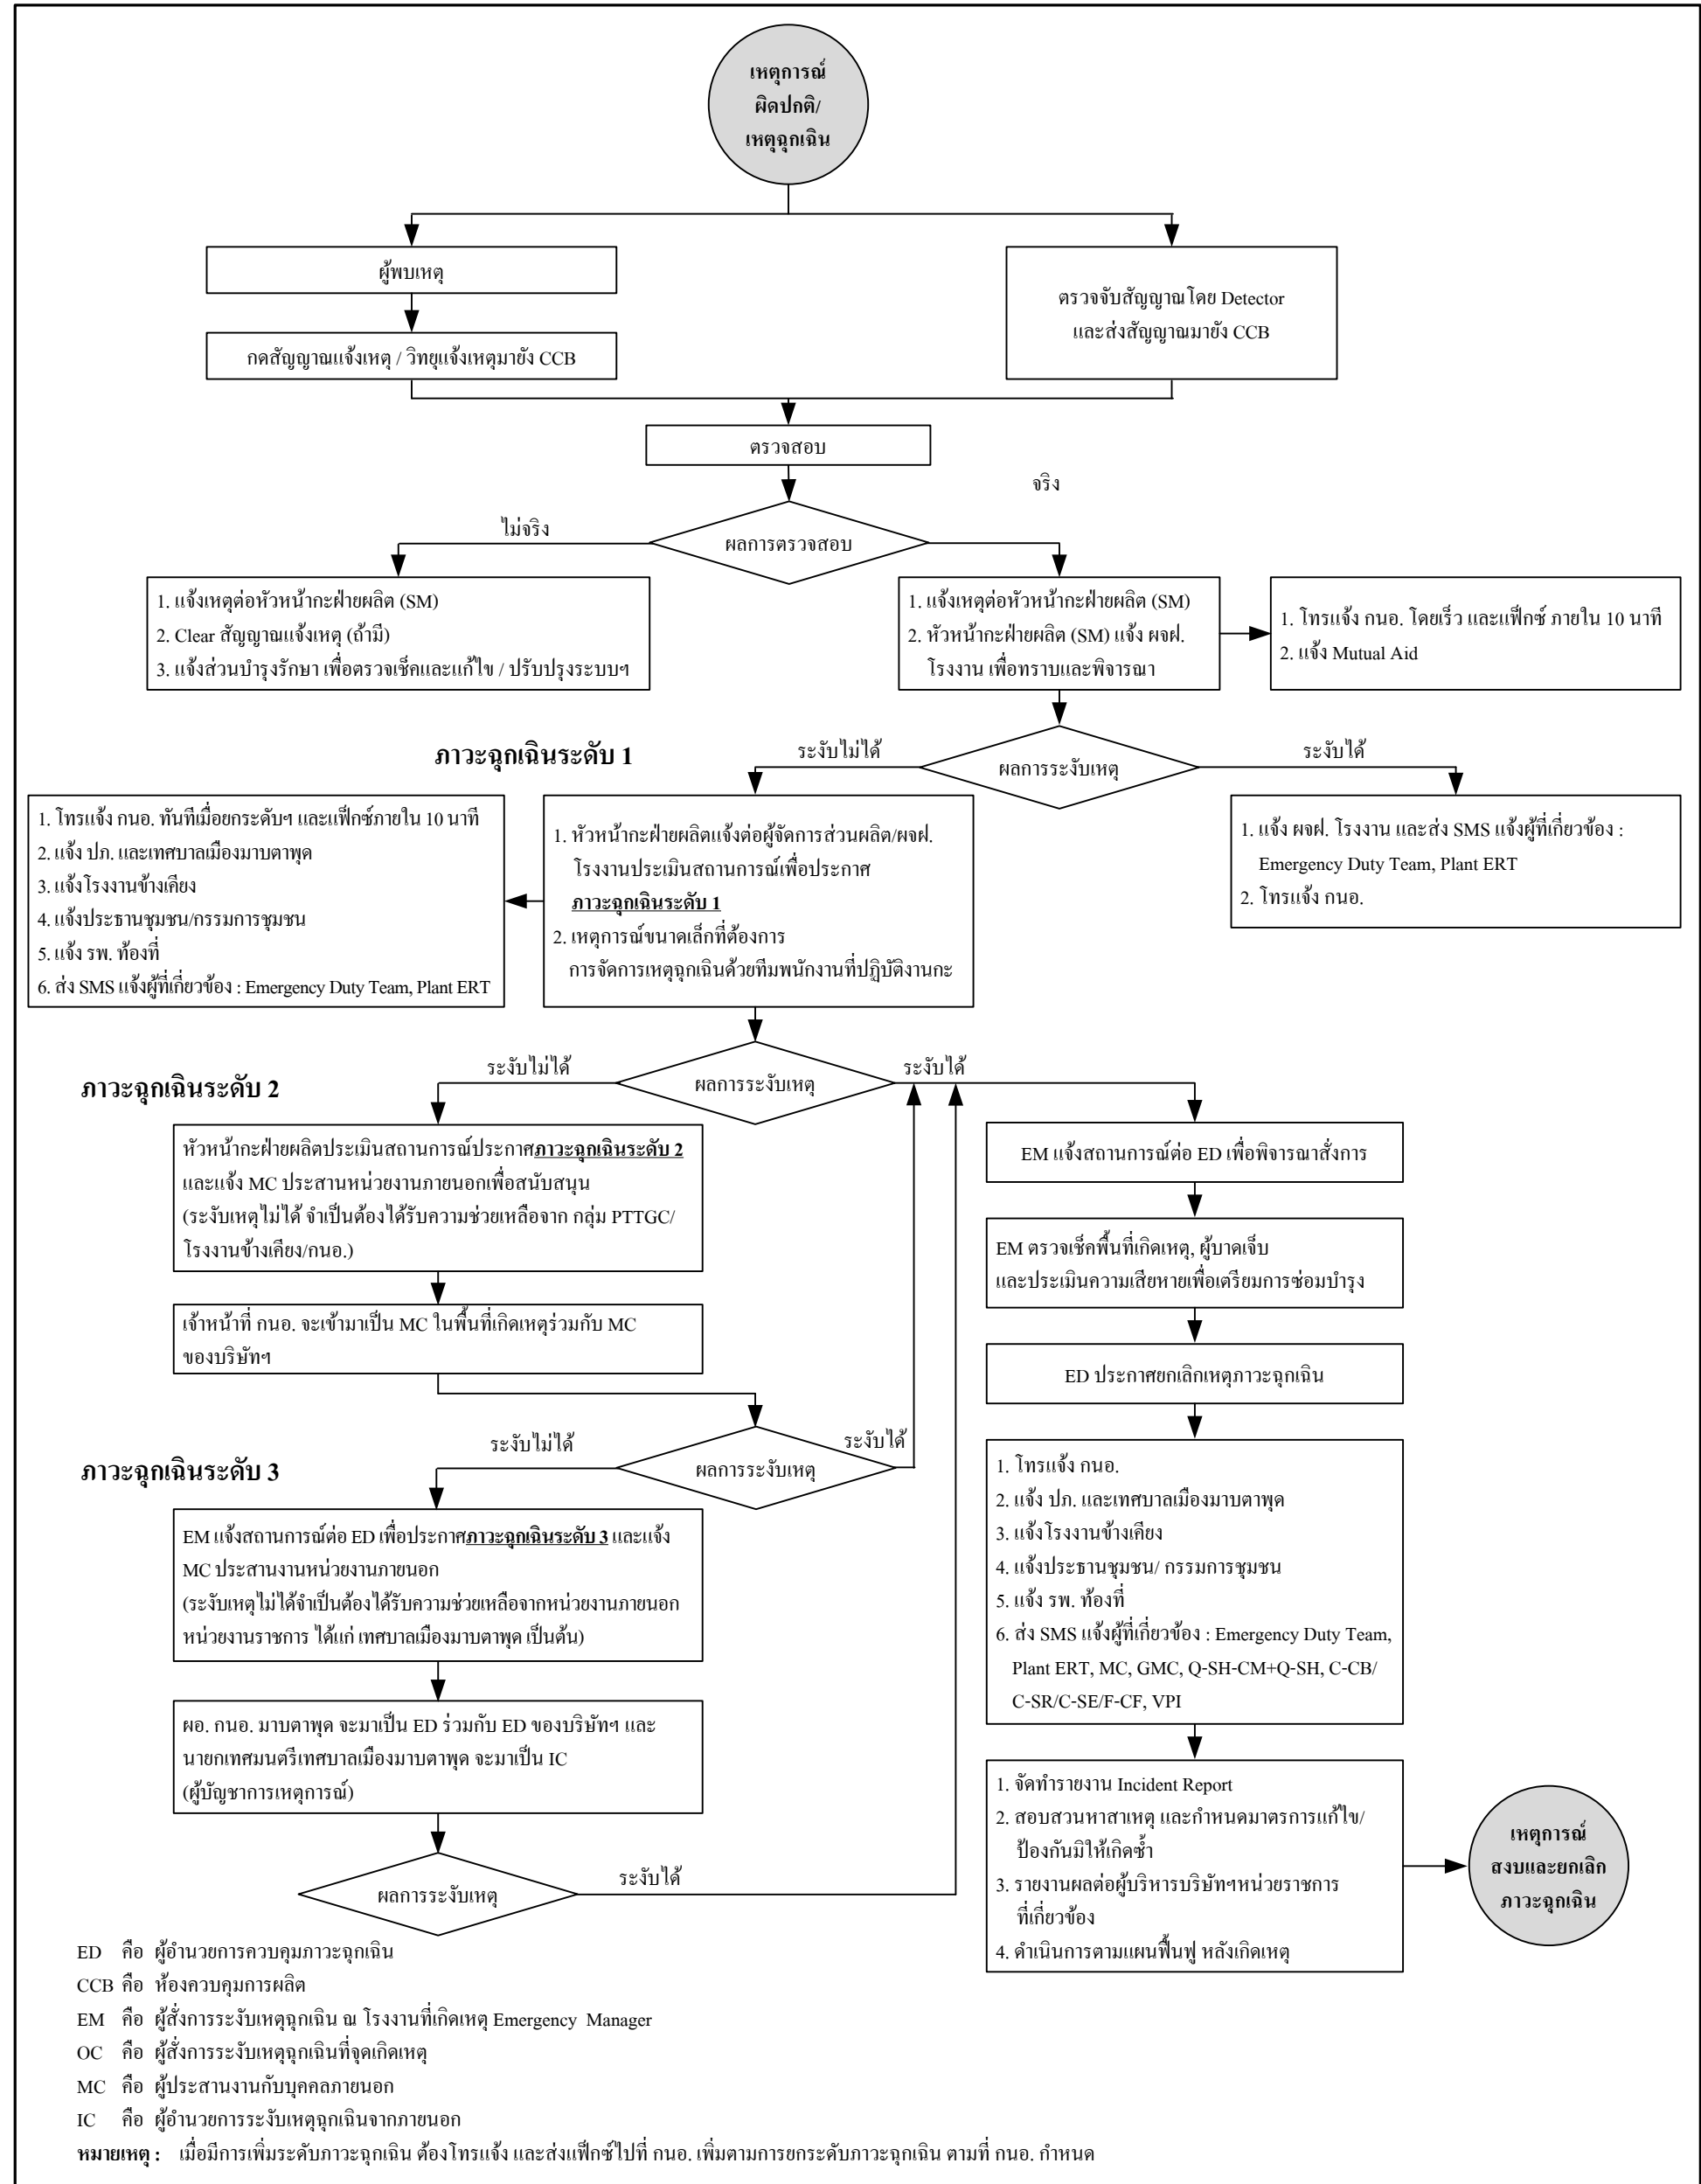 เหตุการณ์
ผิดปกติ/
เหตุฉุกเฉิน
ผู้พบเหตุ
กดสัญญาณแจ้งเหตุ / วิทยุแจ้งเหตุมายัง CCB
ตรวจจับสัญญาณโดย Detector
และส่งสัญญาณมายัง CCB
ตรวจสอบ
จริง
ไม่จริง
ผลการตรวจสอบ
1. แจ้งเหตุต่อหัวหน้ากะฝ่ายผลิต (SM)
2. Clear สัญญาณแจ้งเหตุ (ถ้ามี)
3. แจ้งส่วนบำรุงรักษา เพื่อตรวจเช็คและแก้ไข / ปรับปรุงระบบฯ
1. แจ้งเหตุต่อหัวหน้ากะฝ่ายผลิต (SM)
2. หัวหน้ากะฝ่ายผลิต (SM) แจ้ง ผจฝ.
โรงงาน เพื่อทราบและพิจารณา
1. โทรแจ้ง กนอ. โดยเร็ว และแฟ็กซ์ ภายใน 10 นาที
2. แจ้ง Mutual Aid
ภาวะฉุกเฉินระดับ 1
ระงับไม่ได้
ผลการระงับเหตุ
ระงับได้
1. โทรแจ้ง กนอ. ทันทีเมื่อยกระดับฯ และแฟ็กซ์ภายใน 10 นาที
2. แจ้ง ปภ. และเทศบาลเมืองมาบตาพุด
3. แจ้งโรงงานข้างเคียง
4. แจ้งประธานชุมชน/กรรมการชุมชน
5. แจ้ง รพ. ท้องที่
6. ส่ง SMS แจ้งผู้ที่เกี่ยวข้อง : Emergency Duty Team, Plant ERT
1. หัวหน้ากะฝ่ายผลิตแจ้งต่อผู้จัดการส่วนผลิต/ผจฝ.
โรงงานประเมินสถานการณ์เพื่อประกาศ
ภาวะฉุกเฉินระดับ 1
2. เหตุการณ์ขนาดเล็กที่ต้องการ
การจัดการเหตุฉุกเฉินด้วยทีมพนักงานที่ปฏิบัติงานกะ
1. แจ้ง ผจฝ. โรงงาน และส่ง SMS แจ้งผู้ที่เกี่ยวข้อง :
Emergency Duty Team, Plant ERT
2. โทรแจ้ง กนอ.
ภาวะฉุกเฉินระดับ 2
ระงับไม่ได้
ผลการระงับเหตุ
ระงับได้
หัวหน้ากะฝ่ายผลิตประเมินสถานการณ์ประกาศภาวะฉุกเฉินระดับ 2
และแจ้ง MC ประสานหน่วยงานภายนอกเพื่อสนับสนุน
(ระงับเหตุไม่ได้ จำเป็นต้องได้รับความช่วยเหลือจาก กลุ่ม PTTGC/
โรงงานข้างเคียง/กนอ.)
เจ้าหน้าที่ กนอ. จะเข้ามาเป็น MC ในพื้นที่เกิดเหตุร่วมกับ MC
ของบริษัทฯ
EM แจ้งสถานการณ์ต่อ ED เพื่อพิจารณาสั่งการ
EM ตรวจเช็คพื้นที่เกิดเหตุ, ผู้บาดเจ็บ
และประเมินความเสียหายเพื่อเตรียมการซ่อมบำรุง
ED ประกาศยกเลิกเหตุภาวะฉุกเฉิน
ภาวะฉุกเฉินระดับ 3
ระงับไม่ได้
ผลการระงับเหตุ
ระงับได้
EM แจ้งสถานการณ์ต่อ ED เพื่อประกาศภาวะฉุกเฉินระดับ 3 และแจ้ง
MC ประสานงานหน่วยงานภายนอก
(ระงับเหตุไม่ได้จำเป็นต้องได้รับความช่วยเหลือจากหน่วยงานภายนอก
หน่วยงานราชการ ได้แก่ เทศบาลเมืองมาบตาพุด เป็นต้น)
1. โทรแจ้ง กนอ.
2. แจ้ง ปภ. และเทศบาลเมืองมาบตาพุด
3. แจ้งโรงงานข้างเคียง
4. แจ้งประธานชุมชน/ กรรมการชุมชน
5. แจ้ง รพ. ท้องที่
6. ส่ง SMS แจ้งผู้ที่เกี่ยวข้อง : Emergency Duty Team,
Plant ERT, MC, GMC, Q-SH-CM+Q-SH, C-CB/
C-SR/C-SE/F-CF, VPI
ผอ. กนอ. มาบตาพุด จะมาเป็น ED ร่วมกับ ED ของบริษัทฯ และ
นายกเทศมนตรีเทศบาลเมืองมาบตาพุด จะมาเป็น IC
(ผู้บัญชาการเหตุการณ์)
ผลการระงับเหตุ
ระงับได้
1. จัดทำรายงาน Incident Report
2. สอบสวนหาสาเหตุ และกำหนดมาตรการแก้ไข/
ป้องกันมิให้เกิดซ้ำ
3. รายงานผลต่อผู้บริหารบริษัทฯหน่วยราชการ
ที่เกี่ยวข้อง
4. ดำเนินการตามแผนฟื้นฟู หลังเกิดเหตุ
เหตุการณ์
สงบและยกเลิก
ภาวะฉุกเฉิน
ED คือ ผู้อำนวยการควบคุมภาวะฉุกเฉิน
CCB คือ ห้องควบคุมการผลิต
EM คือ ผู้สั่งการระงับเหตุฉุกเฉิน ณ โรงงานที่เกิดเหตุ Emergency Manager
OC คือ ผู้สั่งการระงับเหตุฉุกเฉินที่จุดเกิดเหตุ
MC คือ ผู้ประสานงานกับบุคคลภายนอก
IC คือ ผู้อำนวยการระงับเหตุฉุกเฉินจากภายนอก
หมายเหตุ : เมื่อมีการเพิ่มระดับภาวะฉุกเฉิน ต้องโทรแจ้ง และส่งแฟ็กซ์ไปที่ กนอ. เพิ่มตามการยกระดับภาวะฉุกเฉิน ตามที่ กนอ. กำหนด